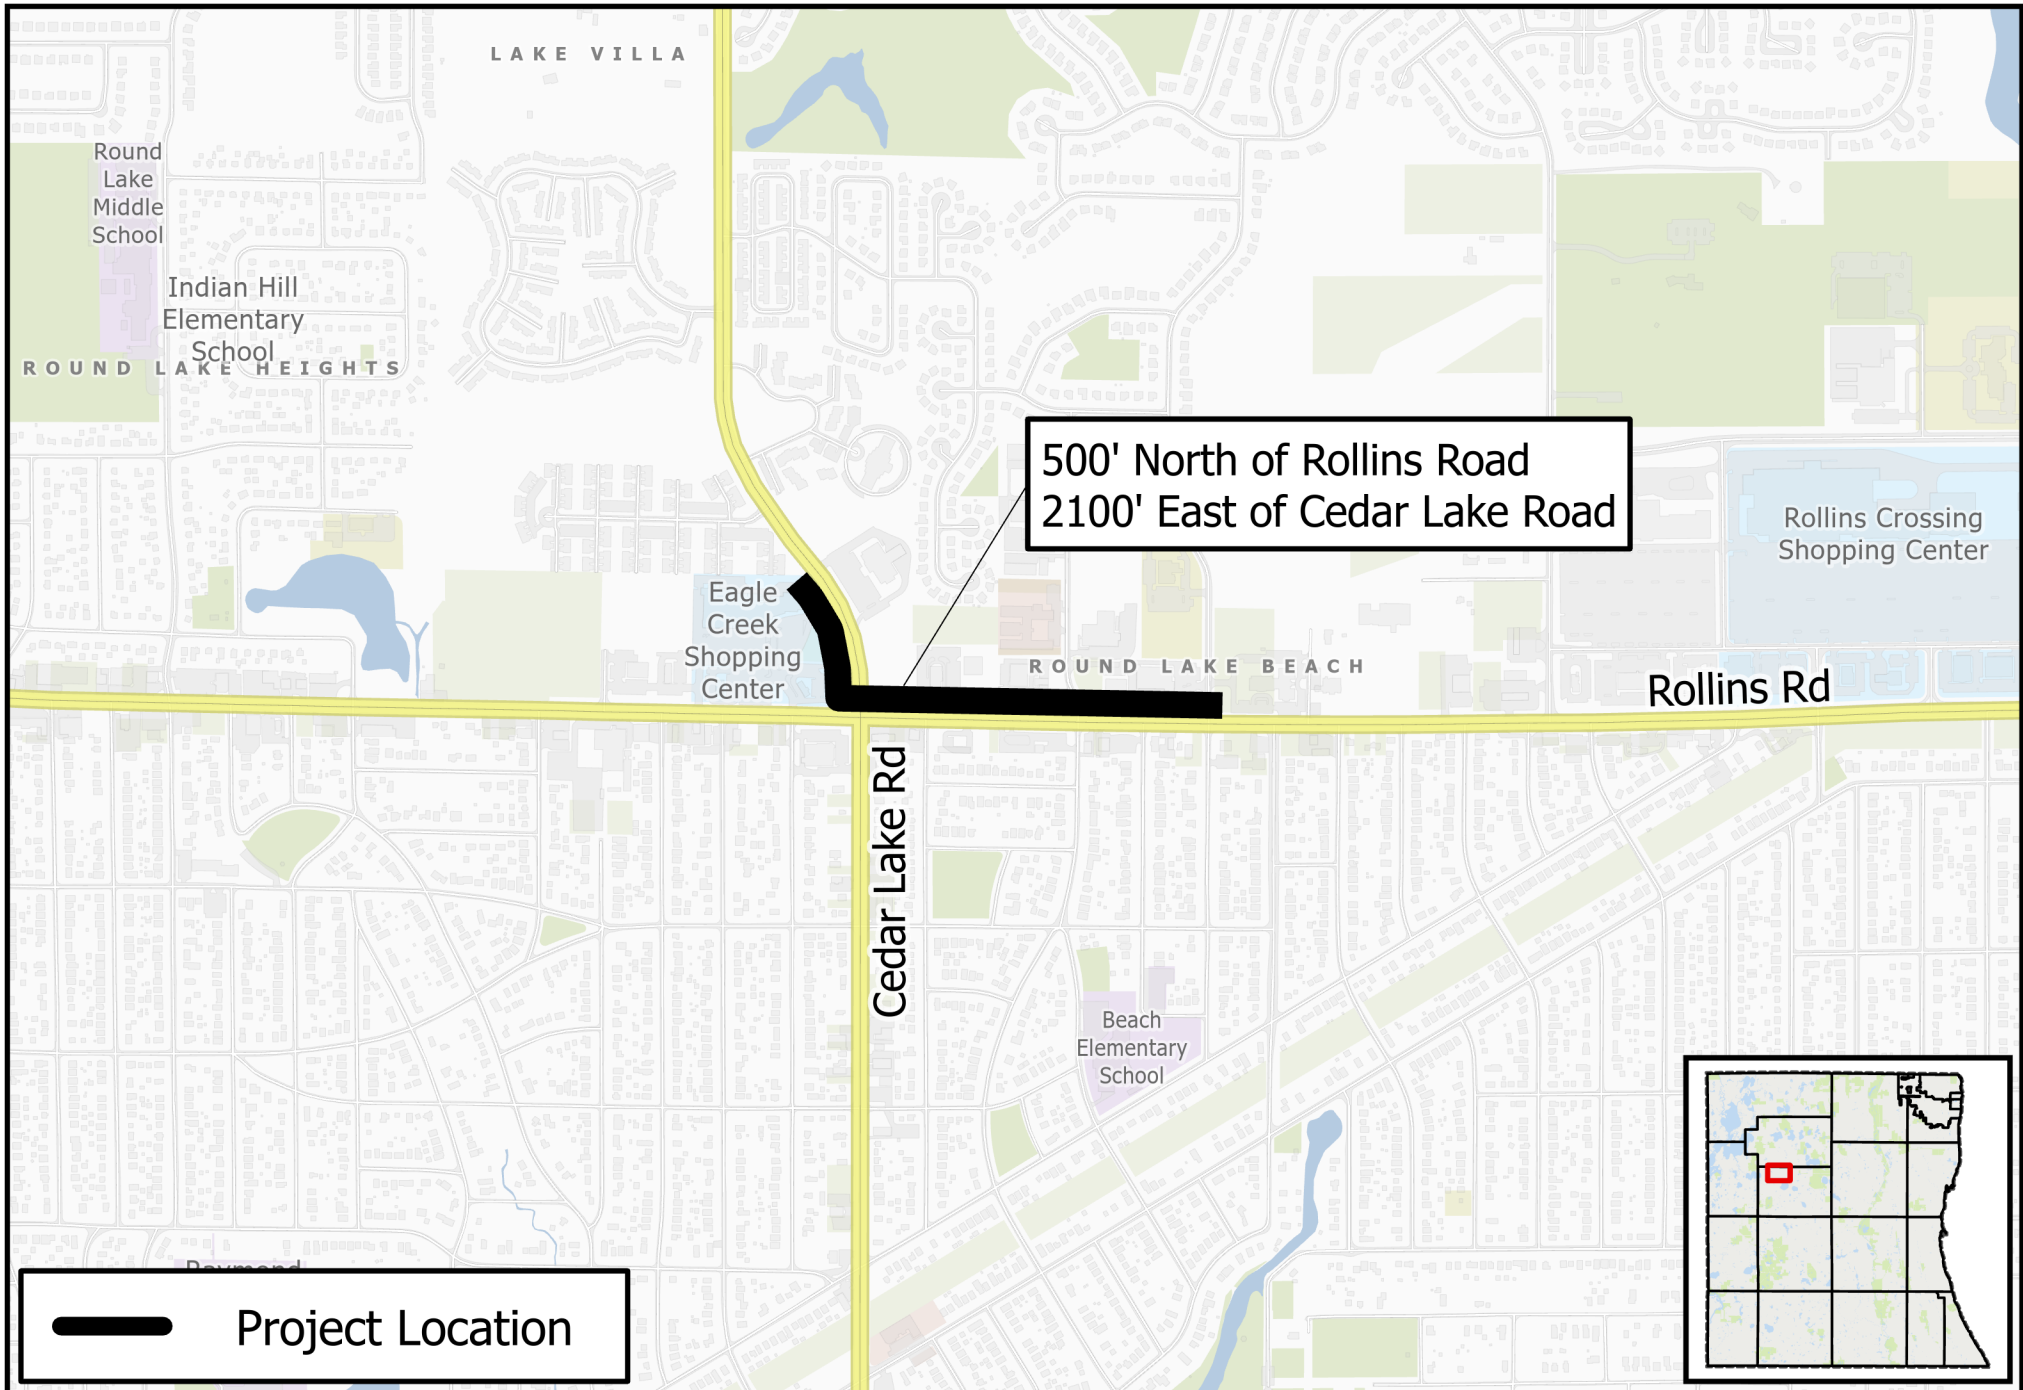 LAKE VILLA
Round
Lake
Middle
School
Indian Hill
Elementary
School
ROUND LAKE HEIGHTS
500' North of Rollins Road
2100' East of Cedar Lake Road
Rollins Crossing
Shopping Center
Eagle
Creek
Shopping
Center
ROUND LAKE BEACH
Rollins Rd
Cedar Lake Rd
Beach
Elementary
School
Raymond
Project Location